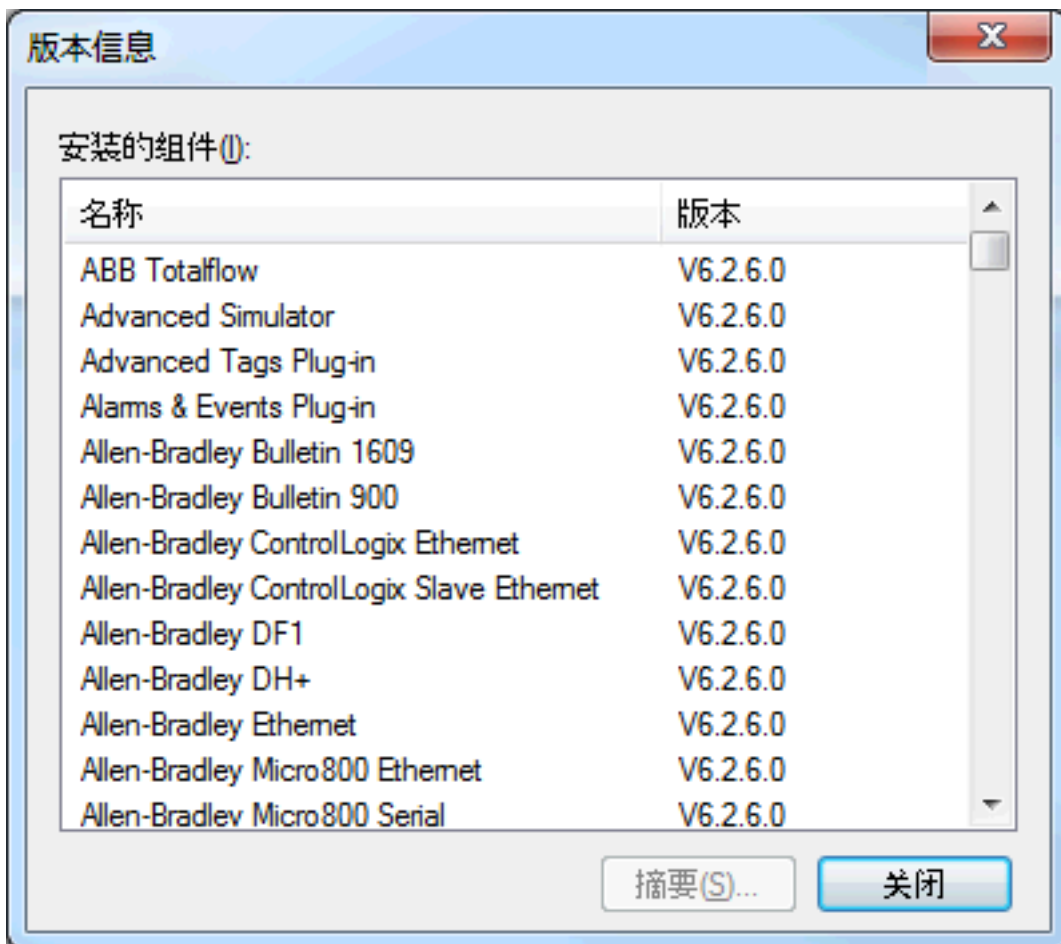 版本信息
安装的组件(I):
名称 版本
ABB Totalflow V6.2.6.0
Advanced Simulator V6.2.6.0
Advanced Tags Plug-in V6.2.6.0
Alarms & Events Plug-in V6.2.6.0
Allen-Bradley Bulletin 1609 V6.2.6.0
Allen-Bradley Bulletin 900 V6.2.6.0
Allen-Bradley ControlLogix Ethernet V6.2.6.0
Allen-Bradley ControlLogix Slave Ethernet V6.2.6.0
Allen-Bradley DF1 V6.2.6.0
Allen-Bradley DH+ V6.2.6.0
Allen-Bradley Ethernet V6.2.6.0
Allen-Bradley Micro800 Ethernet V6.2.6.0
Allen-Bradley Micro800 Serial V6.2.6.0
摘要(S)... 关闭